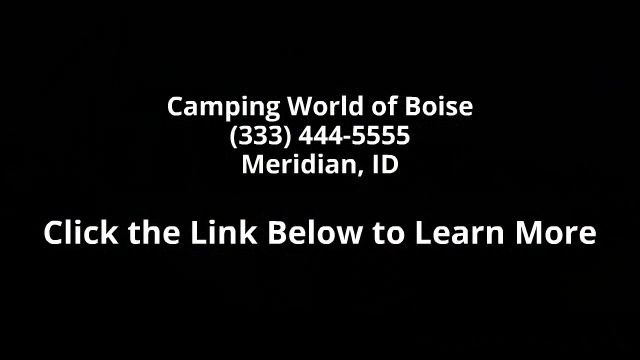 Camping World of Boise
(333) 444-5555
Meridian, ID
Click the Link Below to Learn More